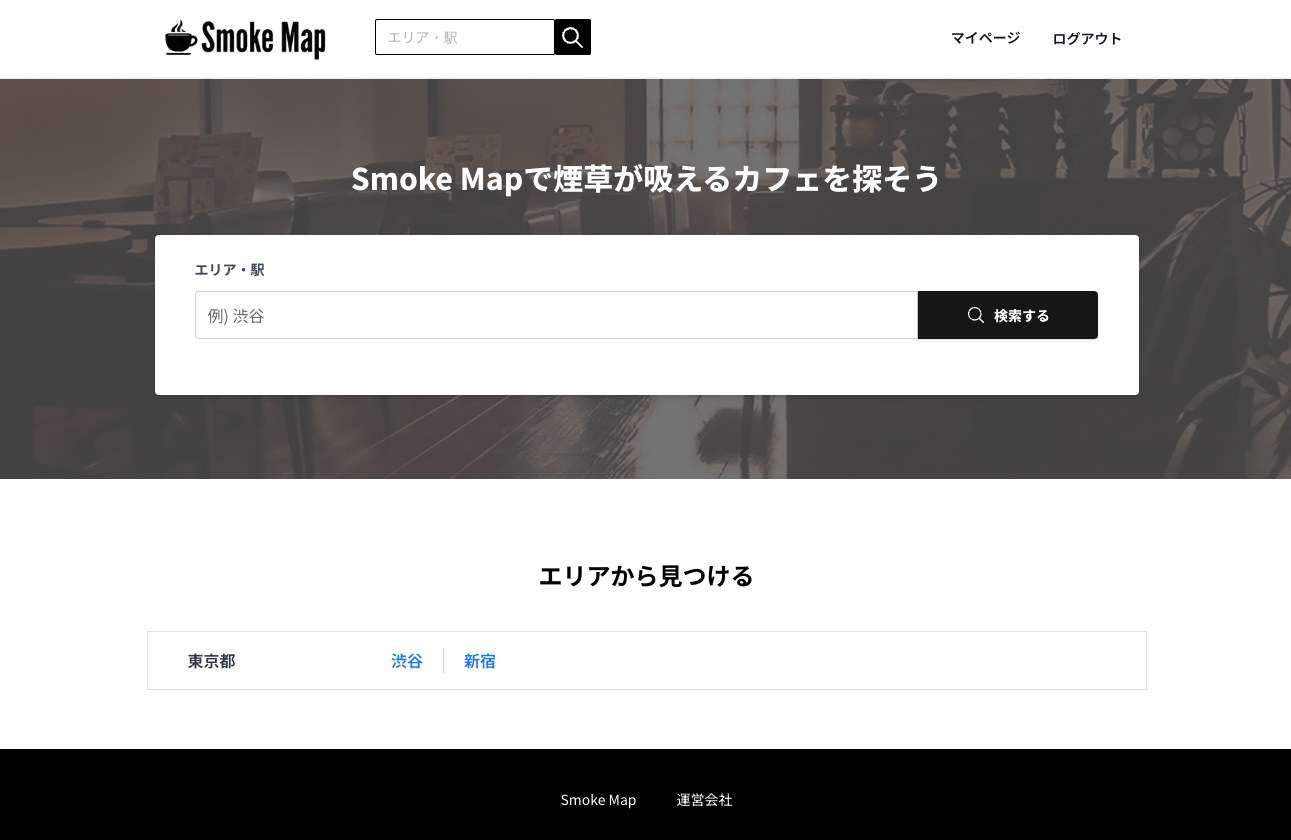 Smoke Map
エリア・駅
マイページ
ログアウト
Smoke Mapで煙草が吸えるカフェを探そう
エリア・駅
例) 渋谷
検索する
エリアから見つける
東京都
渋谷
新宿
Smoke Map
運営会社